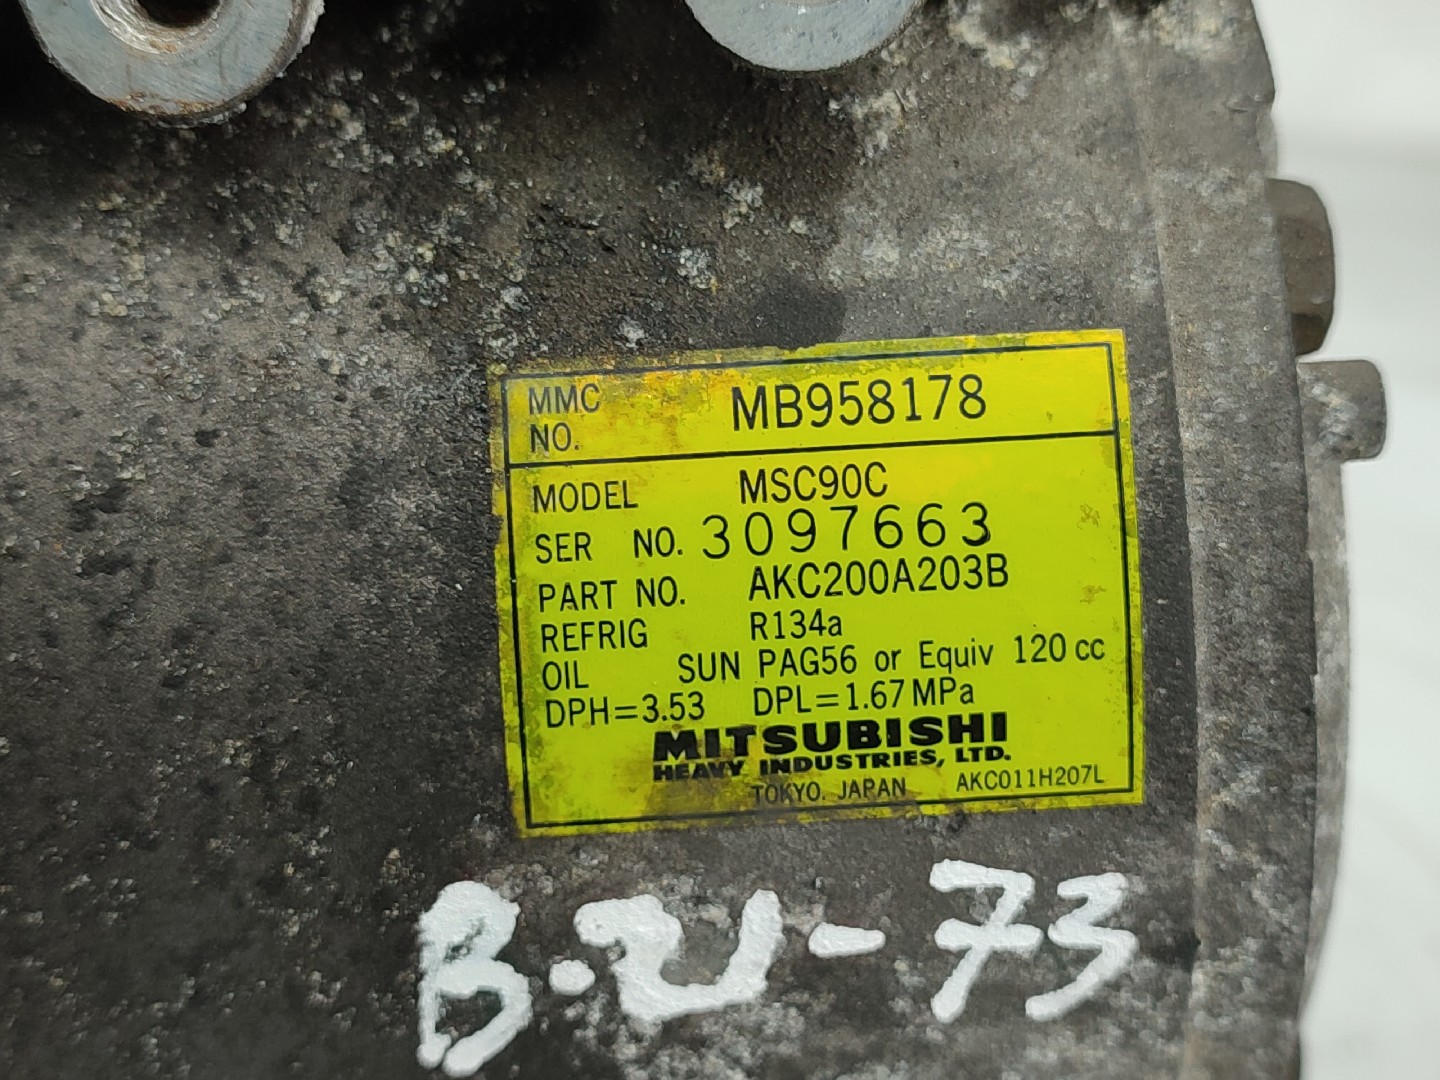 MMC NO. MB958178
MODEL MSC90C
SER NO. 3097663
PART NO. AKC200A203B
REFRIG R134a
OIL SUN PAG56 or Equiv 120 cc
DPH=3.53 DPL=1.67 MPa
MITSUBISHI
HEAVY INDUSTRIES, LTD.
TOKYO. JAPAN AKC011H207L
B.21-73